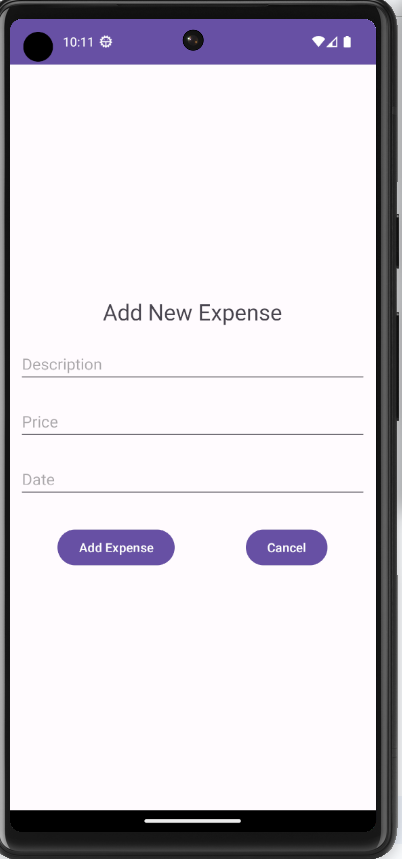 10:11
Add New Expense
Description
Price
Date
Add Expense Cancel